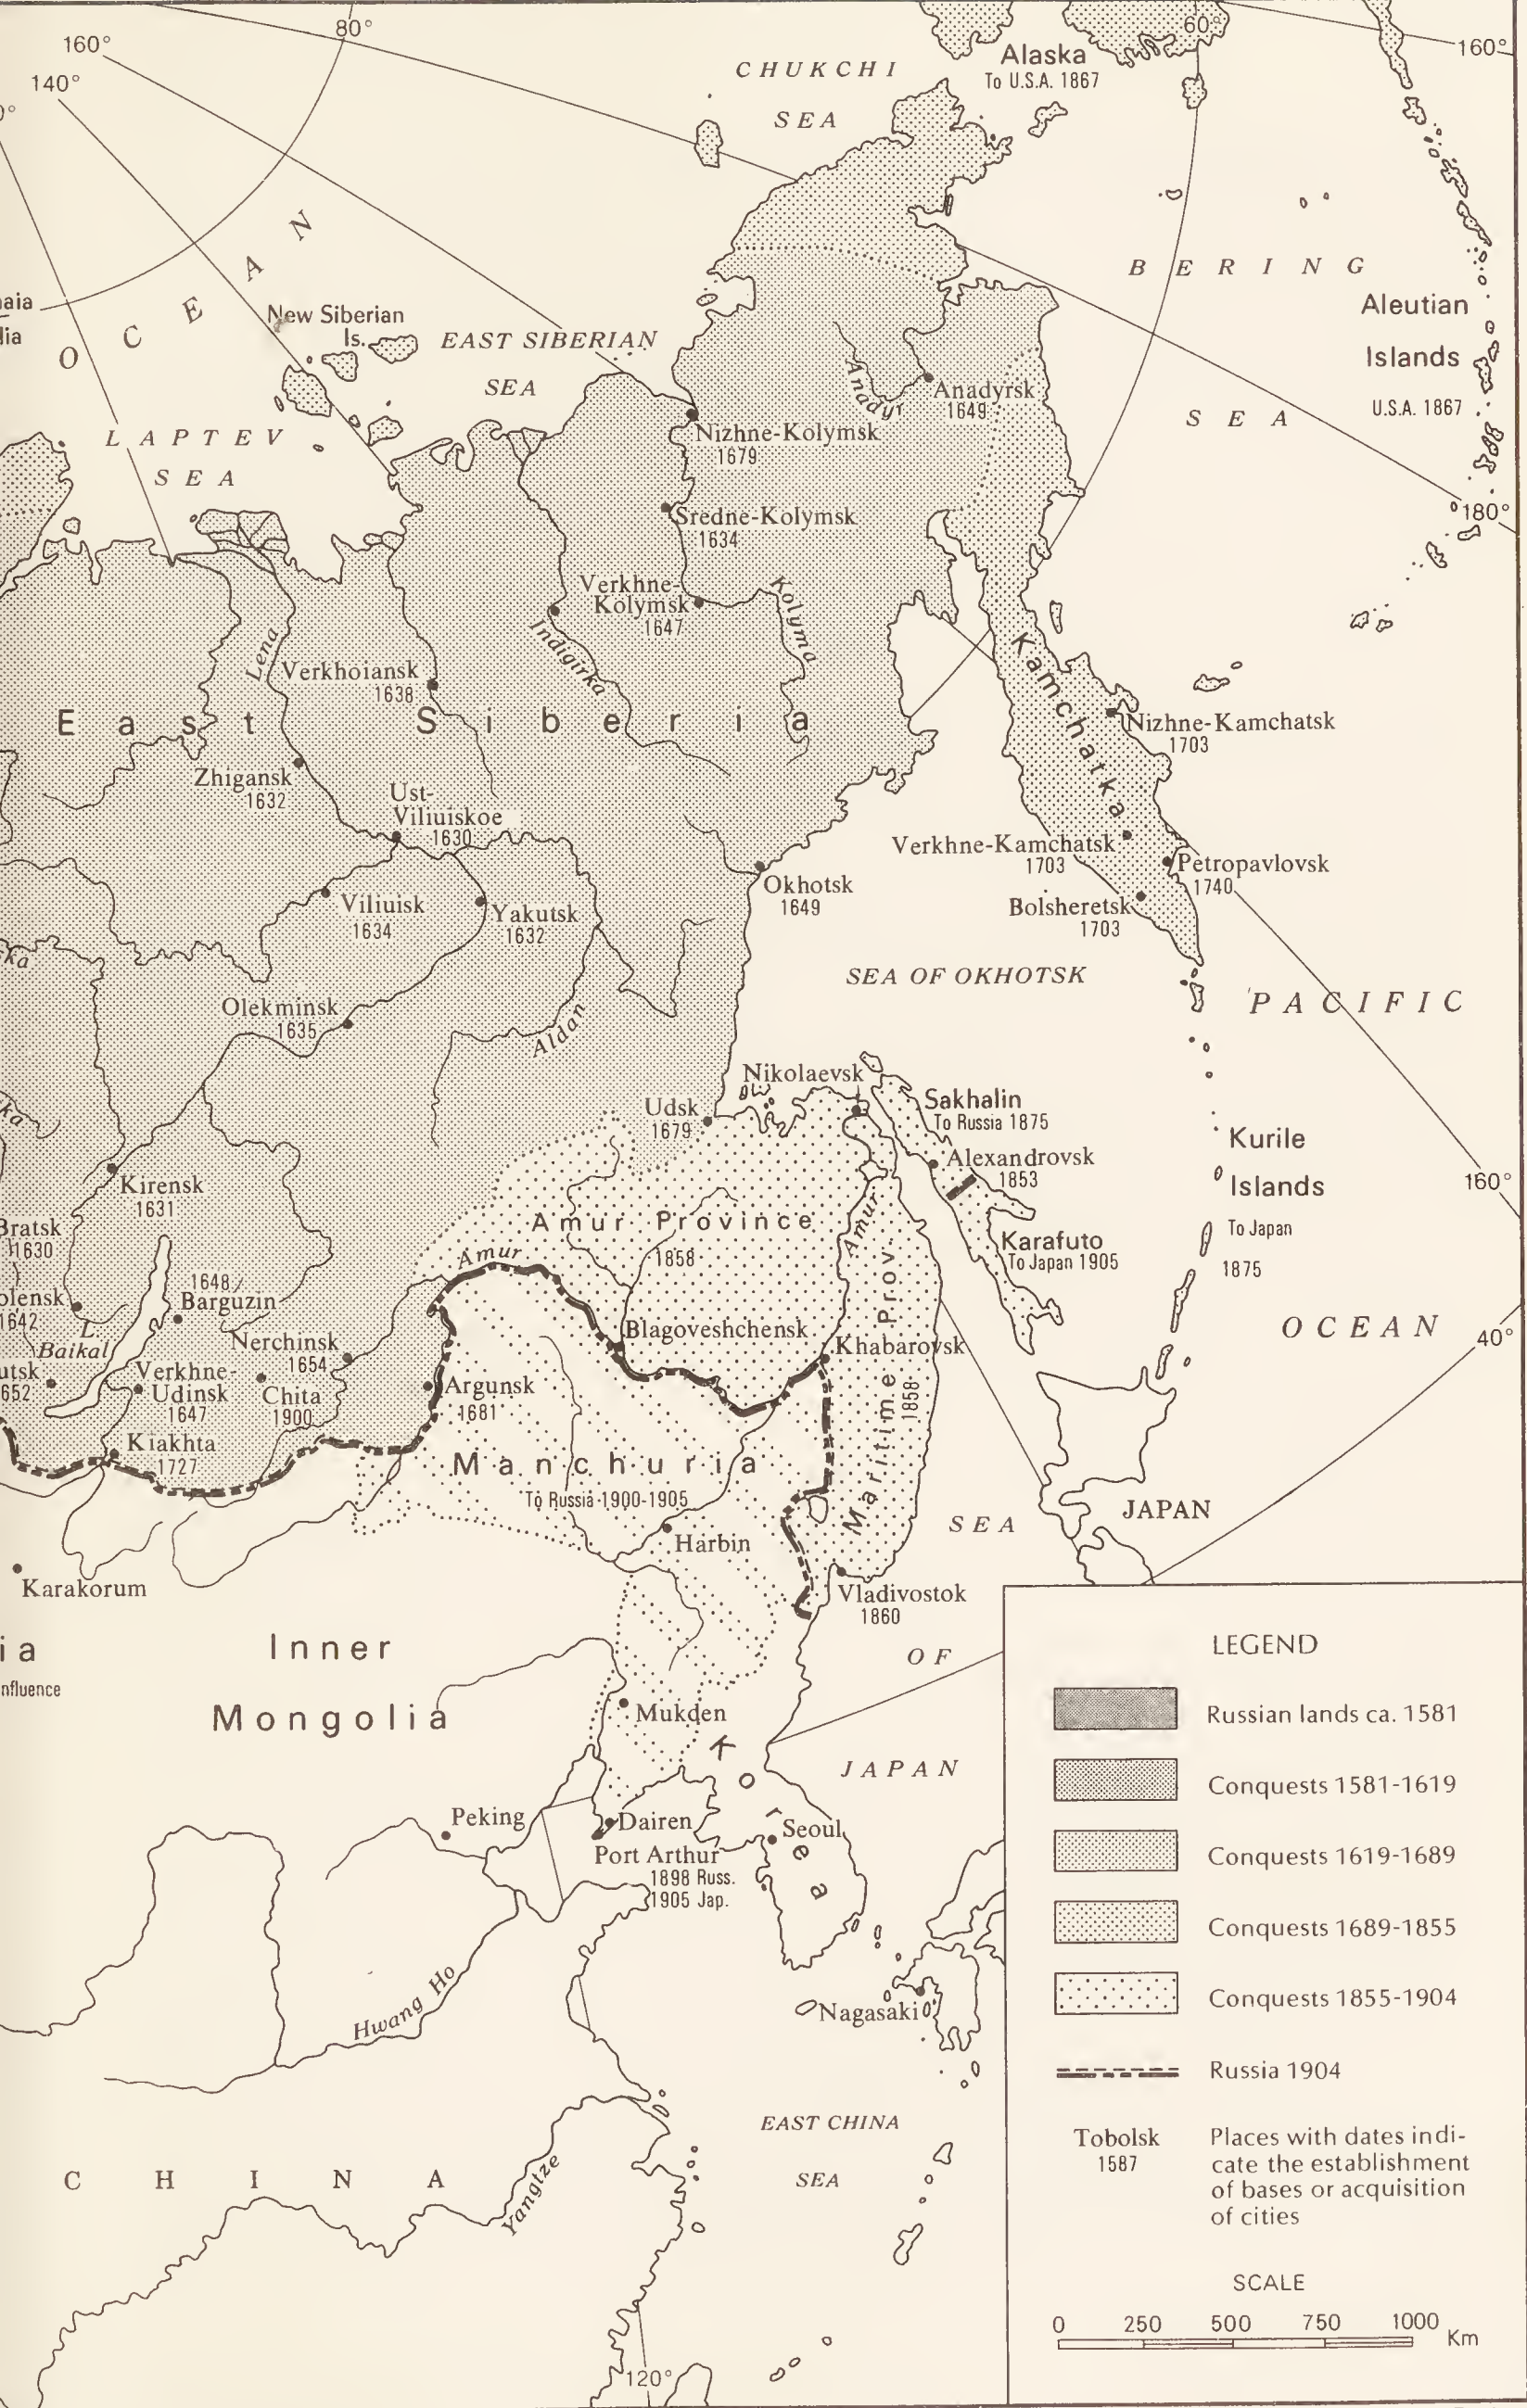 80°
160°
140°
60°
160°
CHUKCHI
SEA
Alaska
To U.S.A. 1867
OCEAN
New Siberian
Is.
EAST SIBERIAN
SEA
BERING
SEA
Aleutian
Islands
U.S.A. 1867
180°
LAPTEV
SEA
Anadyr
Anadyrsk
1649
Nizhne-Kolymsk
1679
Sredne-Kolymsk
1634
Verkhne-
Kolymsk
1647
Kolyma
Indigirka
Lena
Verkhoiansk
1638
East Siberia
Kamchatka
Nizhne-Kamchatsk
1703
Zhigansk
1632
Ust-
Viliuiskoe
1630
Verkhne-Kamchatsk
1703
Petropavlovsk
1740
Bolsheretsk
1703
Okhotsk
1649
Viliuisk
1634
Yakutsk
1632
SEA OF OKHOTSK
PACIFIC
OCEAN
Olekminsk
1635
Aldan
Nikolaevsk
Udsk
1679
Sakhalin
To Russia 1875
Alexandrovsk
1853
Kurile
Islands
To Japan
1875
160°
Kirensk
1631
Bratsk
1630
Amur Province
1858
Amur
Amur
Karafuto
To Japan 1905
1648
Barguzin
olensk
1642
L.
Baikal
utsk
652
Nerchinsk
1654
Verkhne-
Udinsk
1647
Chita
1900
Argunsk
1681
Blagoveshchensk
Khabarovsk
Maritime Prov.
1858
40°
Kiakhta
1727
Manchuria
To Russia 1900-1905
Harbin
SEA
OF
JAPAN
JAPAN
Karakorum
Vladivostok
1860
ia
nfluence
Inner
Mongolia
Mukden
Korea
Peking
Dairen
Port Arthur
1898 Russ.
1905 Jap.
Seoul
Hwang Ho
Nagasaki
EAST CHINA
SEA
CHINA
Yangtze
120°
LEGEND
Russian lands ca. 1581
Conquests 1581-1619
Conquests 1619-1689
Conquests 1689-1855
Conquests 1855-1904
Russia 1904
Tobolsk
1587
Places with dates indi-
cate the establishment
of bases or acquisition
of cities
SCALE
0 250 500 750 1000 Km